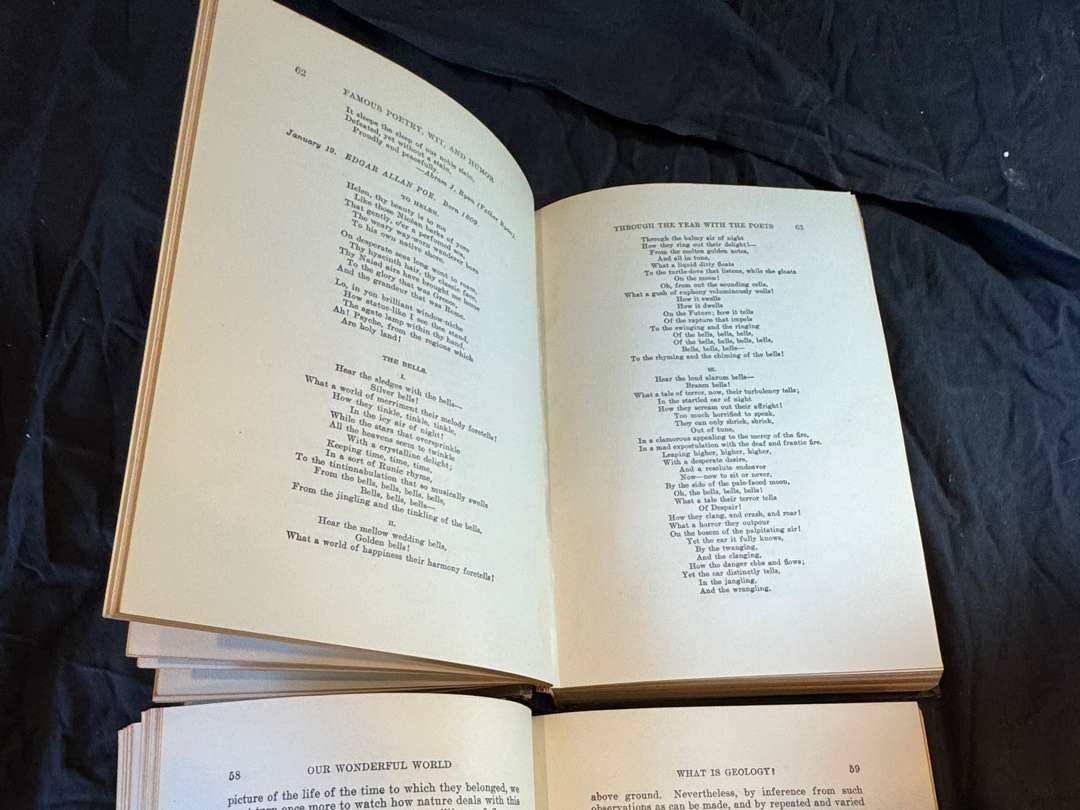 62
FAMOUS POETRY, WIT, AND HUMOR
It sleeps the sleep of our noble slain,
Defeated, yet without a stain,
Proudly and peacefully.
—Abram J. Ryan (Father Ryan).
January 19. EDGAR ALLAN POE. Born 1809.
TO HELEN.
Helen, thy beauty is to me
Like those Nicean barks of yore
That gently, o'er a perfumed sea,
The weary way-worn wanderer bore
To his own native shore.
On desperate seas long wont to roam,
Thy hyacinth hair, thy classic face,
Thy Naiad airs have brought me home
To the glory that was Greece,
And the grandeur that was Rome.
Lo, in yon brilliant window-niche
How statue-like I see thee stand,
The agate lamp within thy hand,
Ah! Psyche, from the regions which
Are holy land!
THE BELLS.
I.
Hear the sledges with the bells—
Silver bells!
What a world of merriment their melody foretells!
How they tinkle, tinkle, tinkle,
In the icy air of night!
While the stars that oversprinkle
All the heavens seem to twinkle
With a crystalline delight;
Keeping time, time, time,
In a sort of Runic rhyme,
To the tintinnabulation that so musically swells
From the bells, bells, bells, bells,
Bells, bells, bells—
From the jingling and the tinkling of the bells.
II.
Hear the mellow wedding bells,
Golden bells!
What a world of happiness their harmony foretells!
THROUGH THE YEAR WITH THE POETS 63
Through the balmy air of night
How they ring out their delight!—
From the molten golden notes,
And all in tune,
What a liquid ditty floats
To the turtle-dove that listens, while she gloats
On the moon!
Oh, from out the sounding cells,
What a gush of euphony voluminously wells!
How it swells
How it dwells
On the Future; how it tells
Of the rapture that impels
To the swinging and the ringing
Of the bells, bells, bells,
Of the bells, bells, bells, bells,
Bells, bells, bells—
To the rhyming and the chiming of the bells!
III.
Hear the loud alarum bells—
Brazen bells!
What a tale of terror, now, their turbulency tells;
In the startled ear of night
How they scream out their affright!
Too much horrified to speak,
They can only shrick, shrick,
Out of tune,
In a clamorous appealing to the mercy of the fire,
In a mad expostulation with the deaf and frantic fire.
Leaping higher, higher, higher,
With a desperate desire,
And a resolute endeavor
Now—now to sit or never,
By the side of the pale-faced moon,
Oh, the bells, bells, bells!
What a tale their terror tells
Of Despair!
How they clang, and crash, and roar!
What a horror they outpour
On the bosom of the palpitating air!
Yet the ear it fully knows,
By the twanging,
And the clanging,
How the danger ebbs and flows;
Yet the ear distinctly tells,
In the jangling,
And the wrangling,
58 OUR WONDERFUL WORLD
picture of the life of the time to which they belonged, we
turn once more to watch how nature deals with this
WHAT IS GEOLOGY? 59
above ground. Nevertheless, by inference from such
observations as can be made, and by repeated and varied